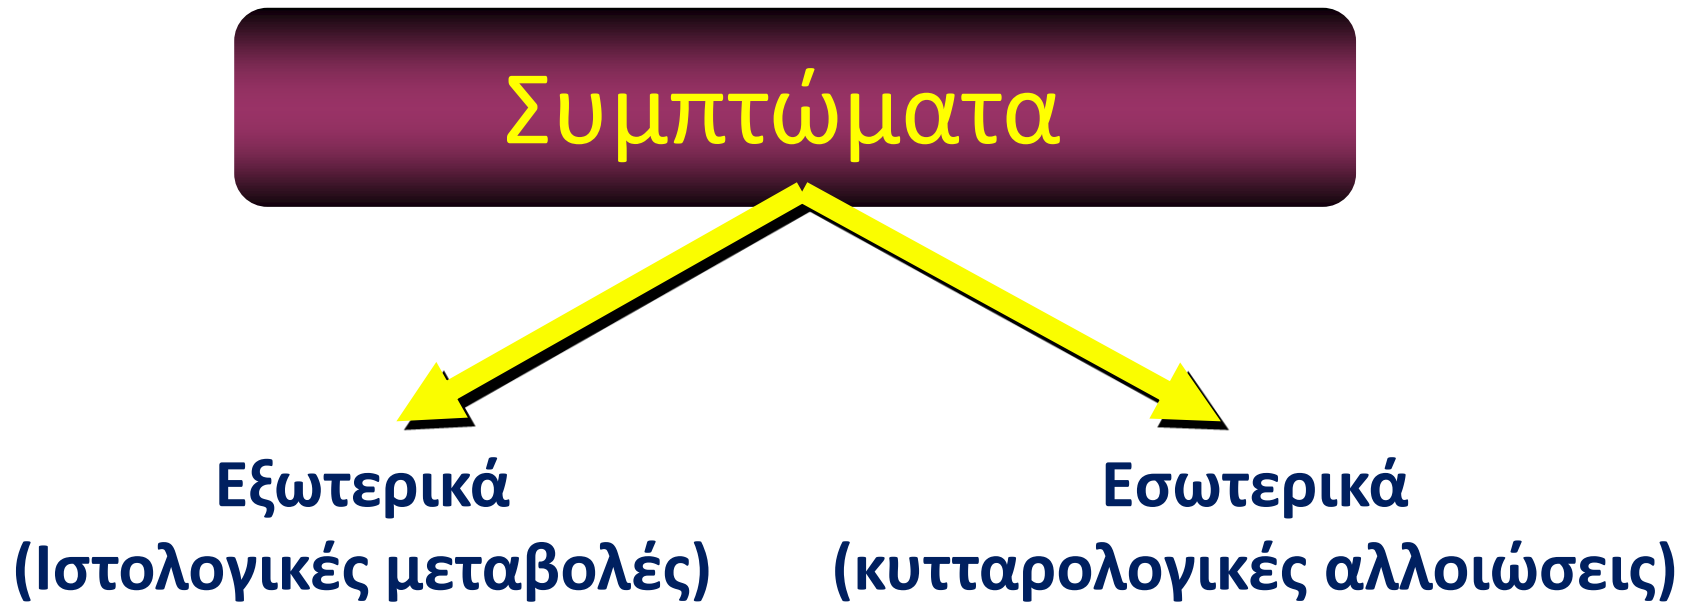 Συμπτώματα
Εξωτερικά
(Ιστολογικές μεταβολές)
Εσωτερικά
(κυτταρολογικές αλλοιώσεις)